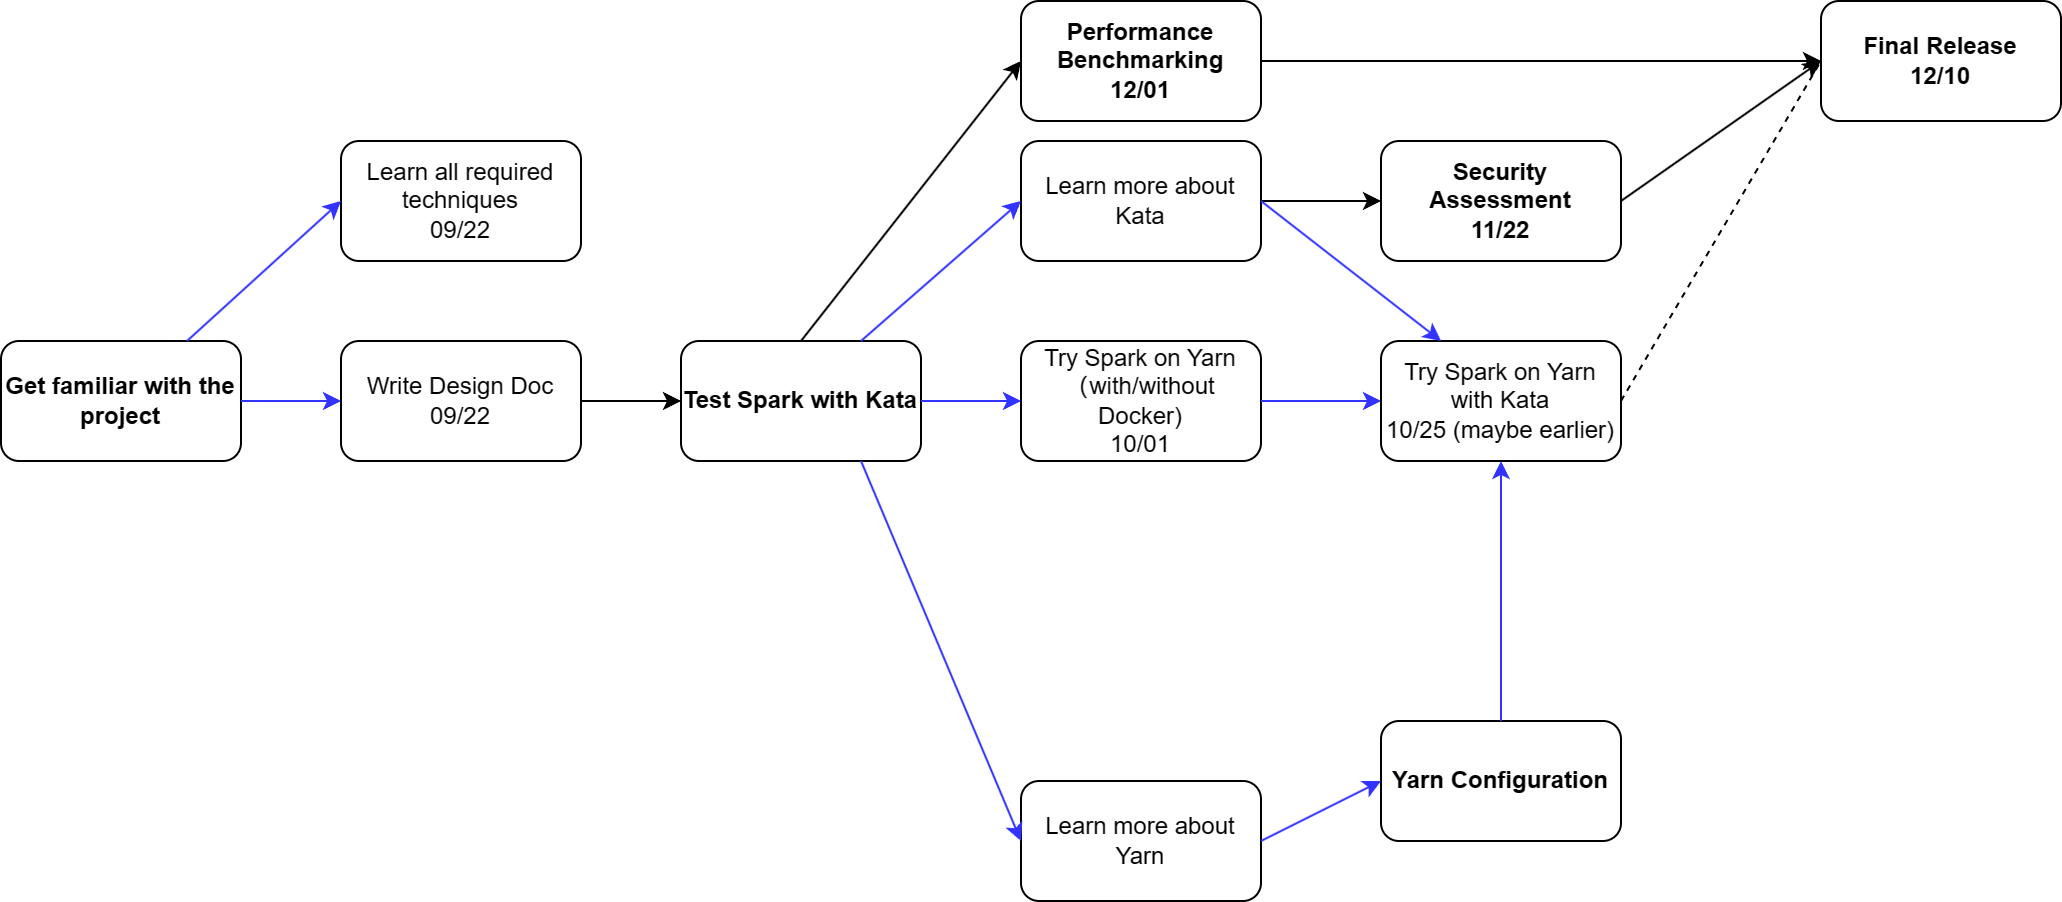 Performance
Benchmarking
12/01
Final Release
12/10
Learn all required
techniques
09/22
Learn more about
Kata
Security
Assessment
11/22
Get familiar with the
project
Write Design Doc
09/22
Test Spark with Kata
Try Spark on Yarn
(with/without
Docker)
10/01
Try Spark on Yarn
with Kata
10/25 (maybe earlier)
Yarn Configuration
Learn more about
Yarn